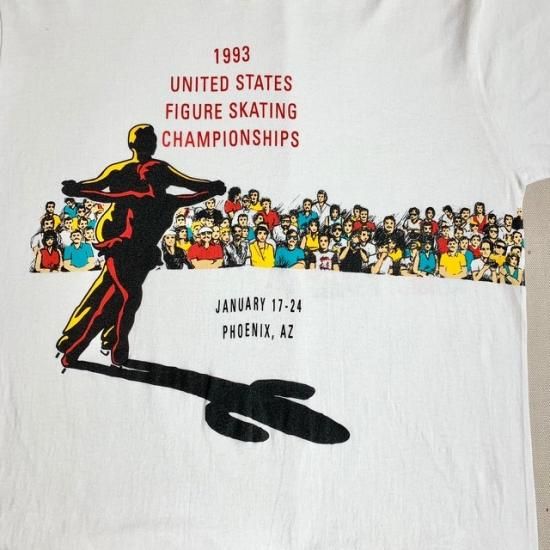 1993
UNITED STATES
FIGURE SKATING
CHAMPIONSHIPS
JANUARY 17-24
PHOENIX, AZ